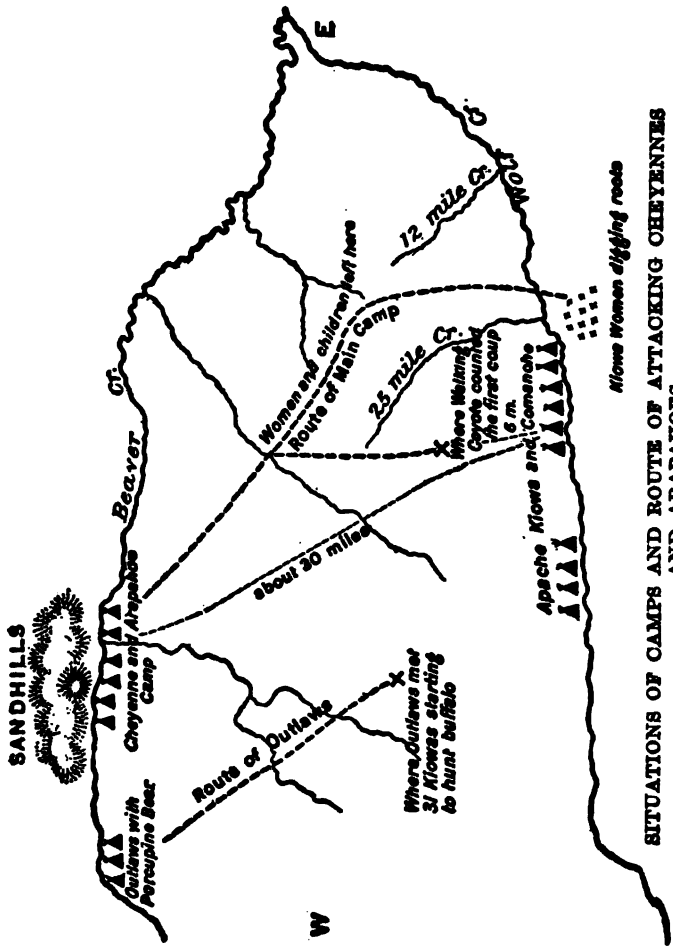 SANDHILLS
Outlaws with
Porcupine Bear
Cheyenne and Arapahoe
Camp
Beaver
Cr.
Route of Outlaws
Where Outlaws met
31 Kiowas starting
to hunt buffalo
about 30 miles
Women and children left here
Route of Main Camp
25 mile Cr.
12 mile Cr.
Where Walking
Coyote counted
the first coup
6 m.
Apache Kiowa and Comanche
Wolf
Cr.
Kiowa Women digging roots
W
E
SITUATIONS OF CAMPS AND ROUTE OF ATTACKING CHEYENNES
AND ARAPAHOES